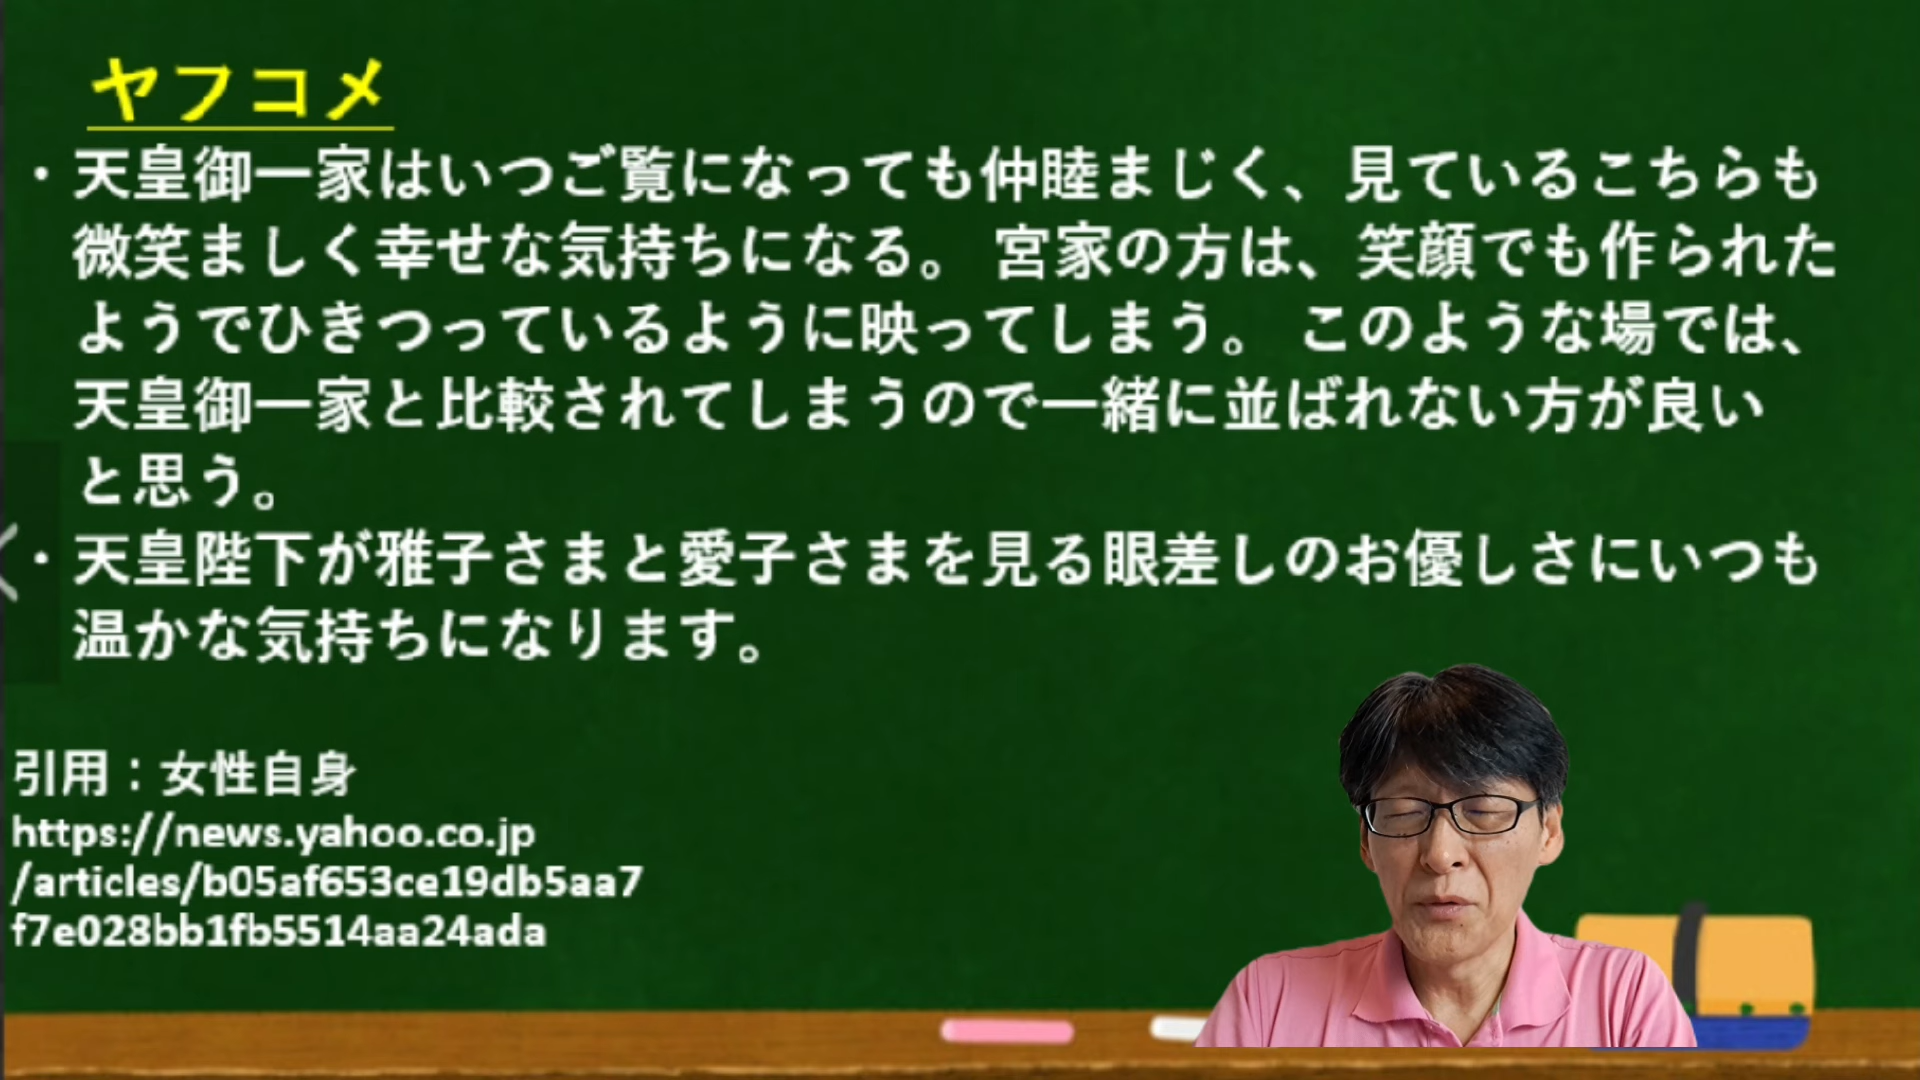 ヤフコメ
・天皇御一家はいつご覧になっても仲睦まじく、見ているこちらも
微笑ましく幸せな気持ちになる。 宮家の方は、笑顔でも作られた
ようでひきつっているように映ってしまう。 このような場では、
天皇御一家と比較されてしまうので一緒に並ばれない方が良い
と思う。
・天皇陛下が雅子さまと愛子さまを見る眼差しのお優しさにいつも
温かな気持ちになります。
引用：女性自身
https://news.yahoo.co.jp
/articles/b05af653ce19db5aa7
f7e028bb1fb5514aa24ada